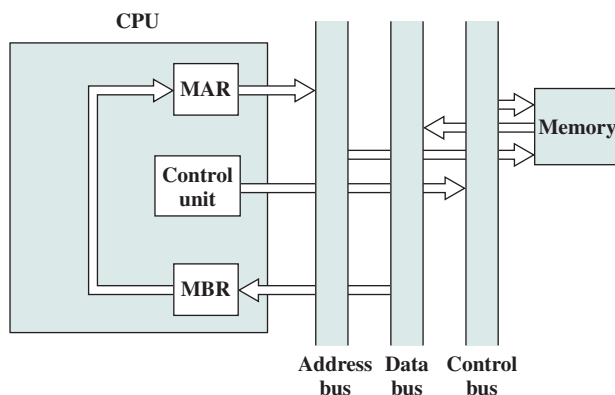 CPU
MAR
Memory
Control
unit
MBR
Address
bus
Data
bus
Control
bus